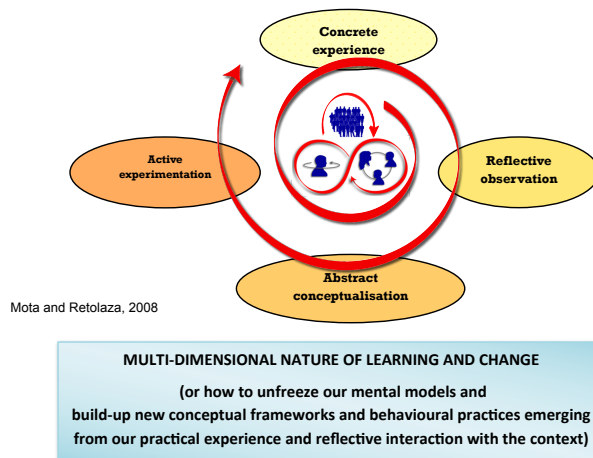 Concrete
experience
Active
experimentation
Reflective
observation
Abstract
conceptualisation
Mota and Retolaza, 2008
MULTI-DIMENSIONAL NATURE OF LEARNING AND CHANGE
(or how to unfreeze our mental models and
build-up new conceptual frameworks and behavioural practices emerging
from our practical experience and reflective interaction with the context)